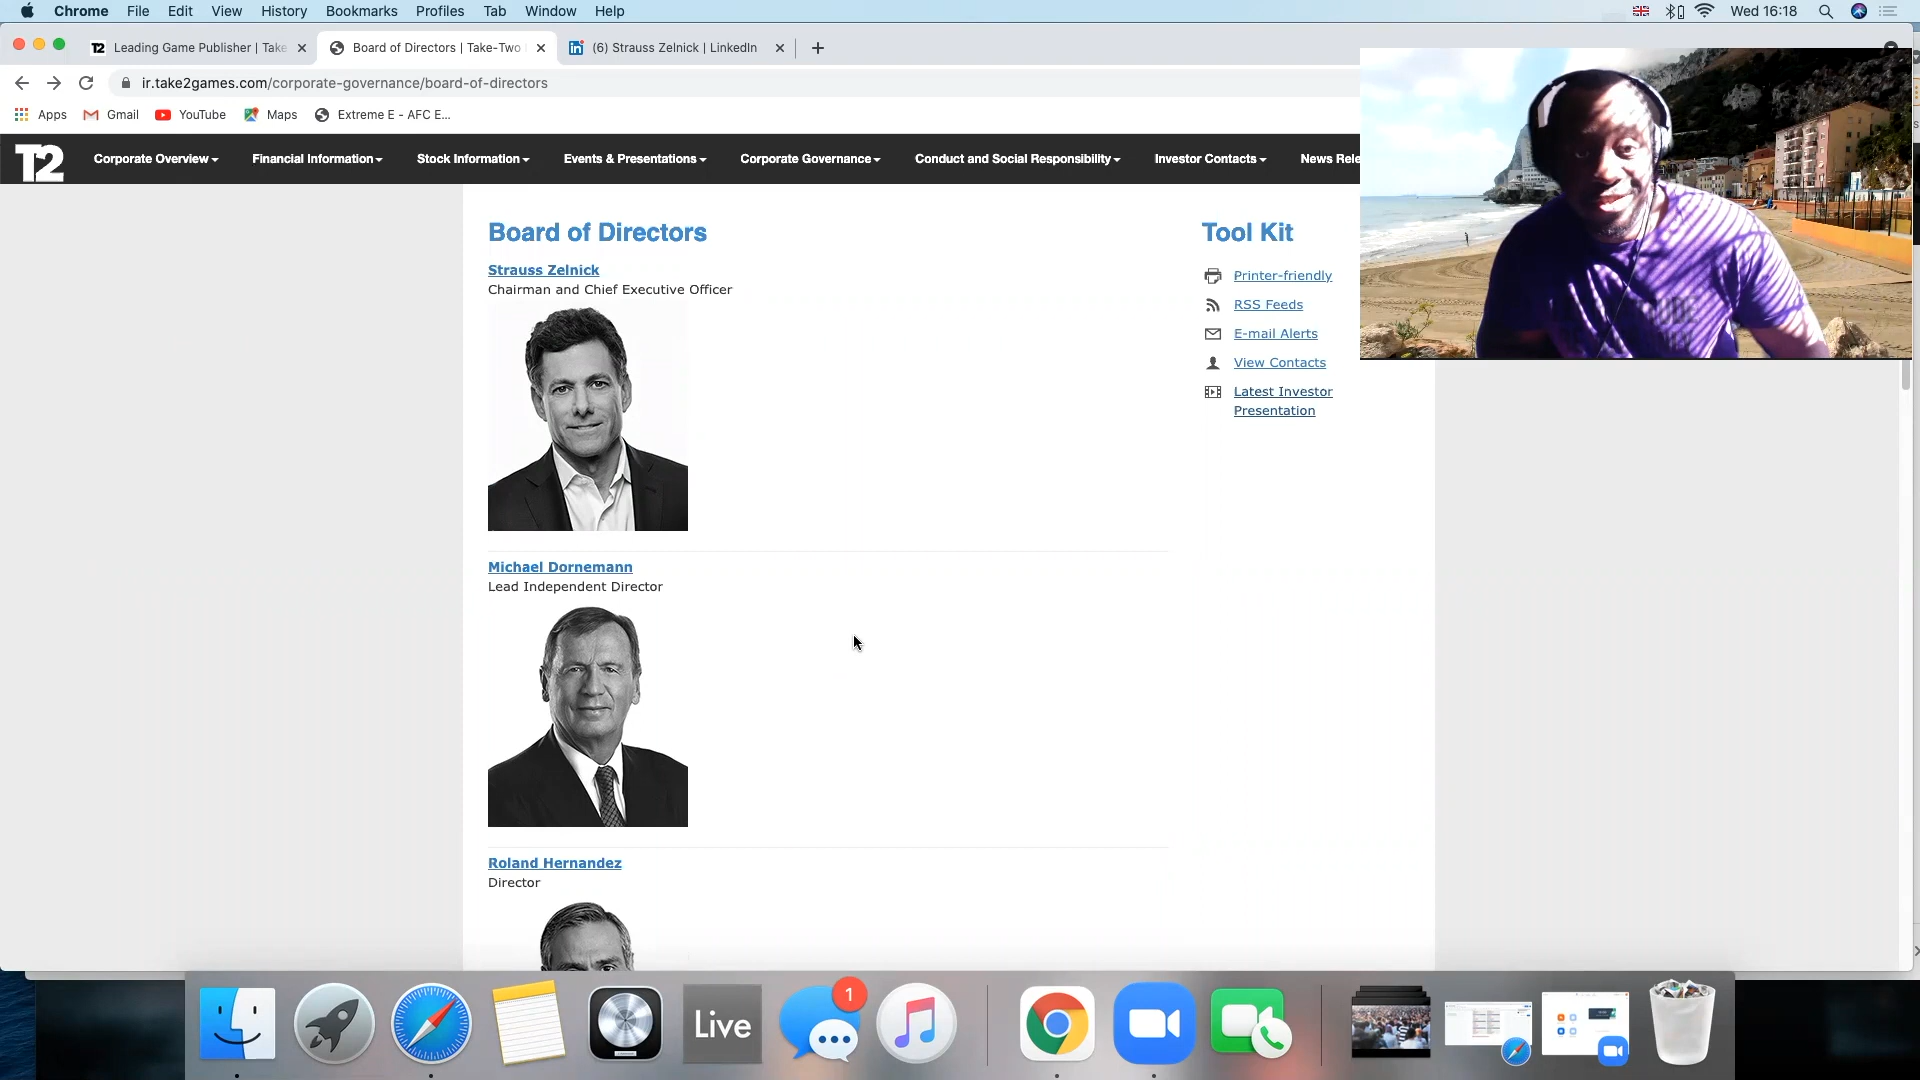 Chrome File Edit View History Bookmarks Profiles Tab Window Help Wed 16:18
T2 Leading Game Publisher | Take Board of Directors | Take-Two (6) Strauss Zelnick | LinkedIn
ir.take2games.com/corporate-governance/board-of-directors
Apps Gmail YouTube Maps Extreme E - AFC E...
T2 Corporate Overview Financial Information Stock Information Events & Presentations Corporate Governance Conduct and Social Responsibility Investor Contacts News Rele
Board of Directors
Strauss Zelnick
Chairman and Chief Executive Officer
Michael Dornemann
Lead Independent Director
Roland Hernandez
Director
Tool Kit
Printer-friendly
RSS Feeds
E-mail Alerts
View Contacts
Latest Investor
Presentation
Live
1